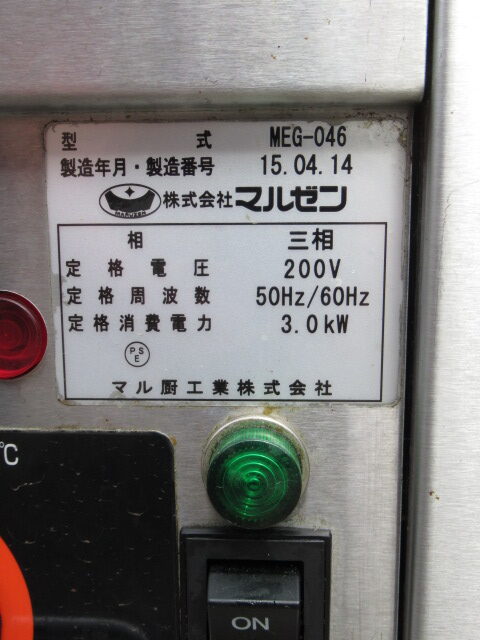 型 式 MEG-046
製造年月・製造番号 15.04.14
MARUZEN 株式会社 マルゼン
相 三相
定格電圧 200V
定格周波数 50Hz/60Hz
定格消費電力 3.0kW
PS
E
マル厨工業株式会社
℃
ON